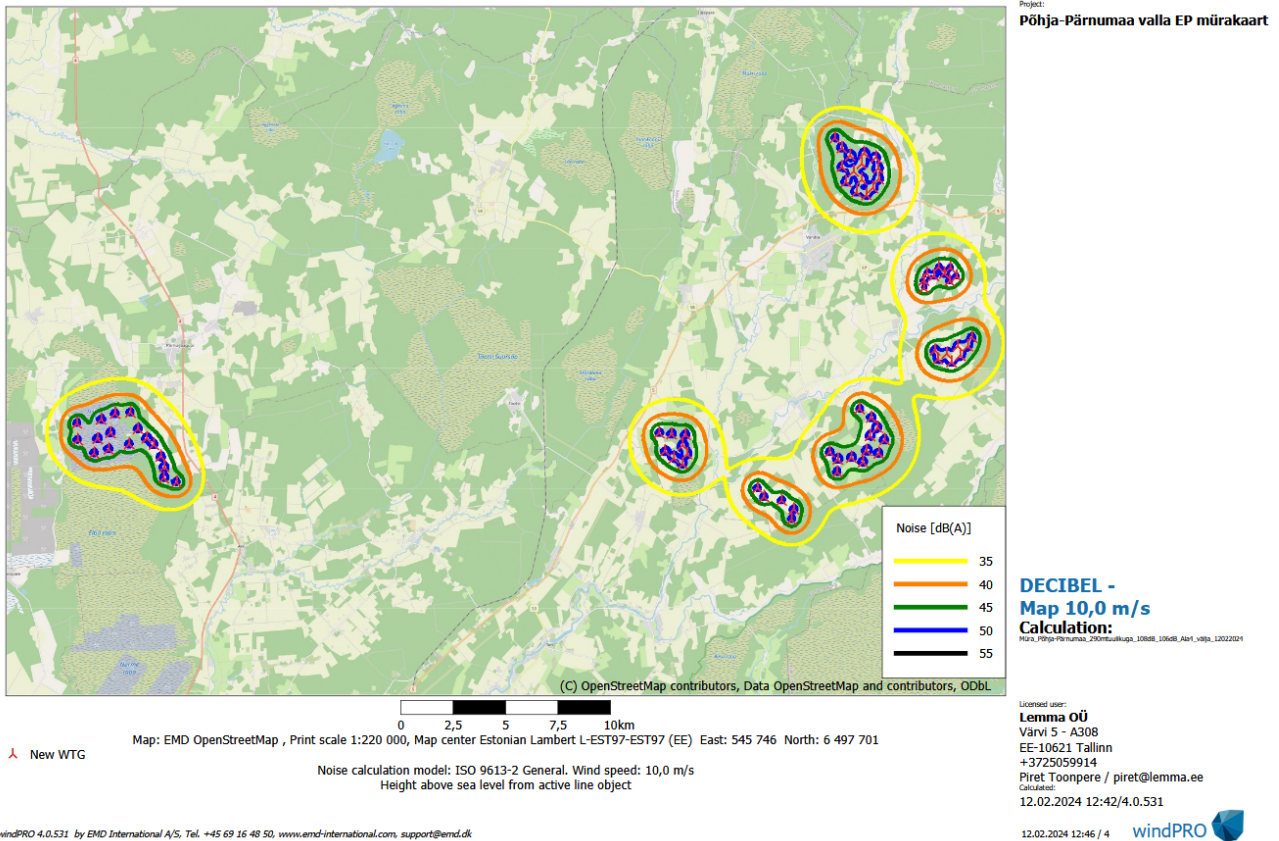 Project:
Põhja-Pärnumaa valla EP mürakaart
Noise [dB(A)]
35
40
45
50
55
(C) OpenStreetMap contributors, Data OpenStreetMap and contributors, ODbL
DECIBEL -
Map 10,0 m/s
Calculation:
Müra_Põhja-Pärnumaa_290mtuulikuga_108dB_106dB_Ala4_välja_12022024
0 2,5 5 7,5 10km
Map: EMD OpenStreetMap , Print scale 1:220 000, Map center Estonian Lambert L-EST97-EST97 (EE) East: 545 746 North: 6 497 701
New WTG
Noise calculation model: ISO 9613-2 General. Wind speed: 10,0 m/s
Height above sea level from active line object
Licensed user:
Lemma OÜ
Värvi 5 - A308
EE-10621 Tallinn
+3725059914
Piret Toonpere / piret@lemma.ee
Calculated:
12.02.2024 12:42/4.0.531
windPRO 4.0.531 by EMD International A/S, Tel. +45 69 16 48 50, www.emd-international.com, support@emd.dk
12.02.2024 12:46 / 4
windPRO